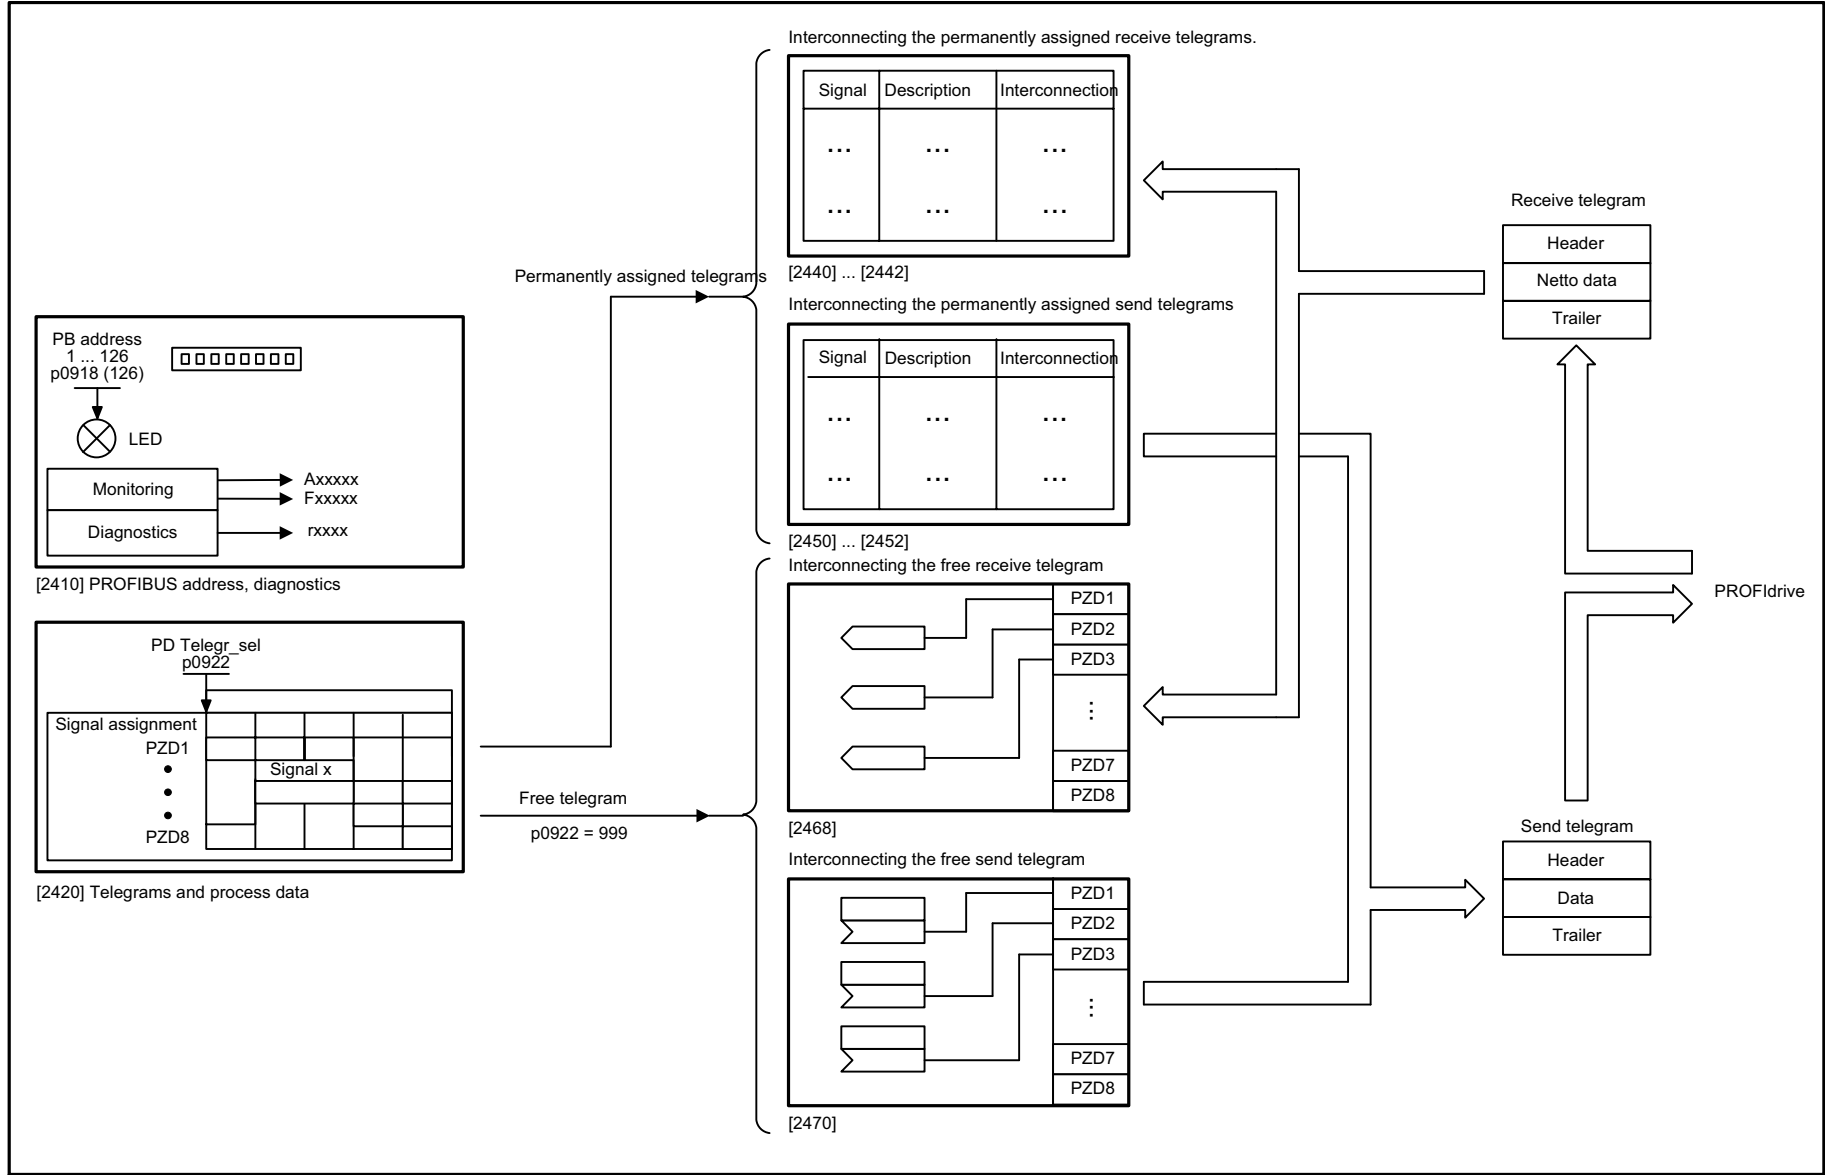 Interconnecting the permanently assigned receive telegrams.
Signal Description Interconnection
... ... ...
... ... ...
[2440] ... [2442]
Permanently assigned telegrams
Interconnecting the permanently assigned send telegrams
Signal Description Interconnection
... ... ...
... ... ...
[2450] ... [2452]
PB address
1 ... 126
p0918 (126)
LED
Monitoring
Axxxxx
Fxxxxx
Diagnostics
rxxxx
[2410] PROFIBUS address, diagnostics
PD Telegr_sel
p0922
Signal assignment
PZD1
Signal x
PZD8
[2420] Telegrams and process data
Free telegram
p0922 = 999
Interconnecting the free receive telegram
PZD1
PZD2
PZD3
...
PZD7
PZD8
[2468]
Interconnecting the free send telegram
PZD1
PZD2
PZD3
...
PZD7
PZD8
[2470]
Receive telegram
Header
Netto data
Trailer
PROFIdrive
Send telegram
Header
Data
Trailer